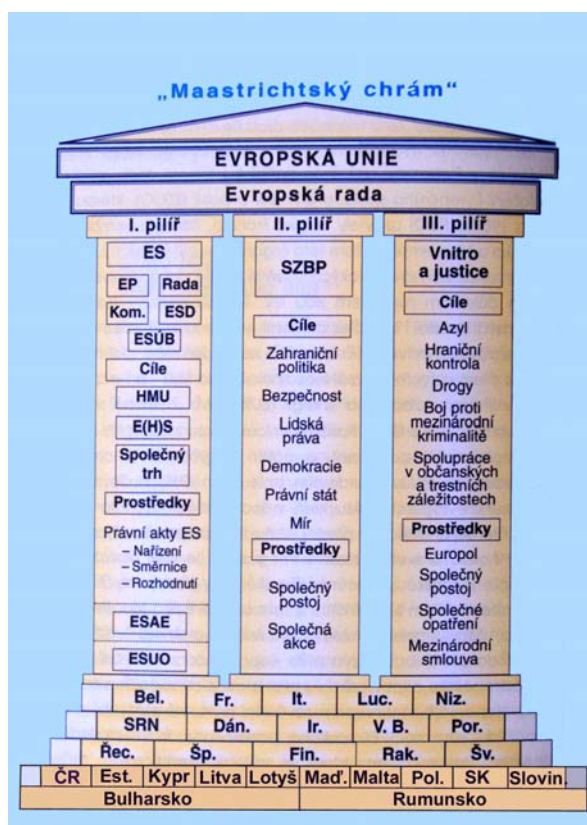 „Maastrichtský chrám“
EVROPSKÁ UNIE
Evropská rada
I. pilíř
ES
EP Rada
Kom. ESD
ESÚB
Cíle
HMU
E(H)S
Společný
trh
Prostředky
Právní akty ES
– Nařízení
– Směrnice
– Rozhodnutí
ESAE
ESUO
II. pilíř
SZBP
Cíle
Zahraniční
politika
Bezpečnost
Lidská
práva
Demokracie
Právní stát
Mír
Prostředky
Společný
postoj
Společná
akce
III. pilíř
Vnitro
a justice
Cíle
Azyl
Hraniční
kontrola
Drogy
Boj proti
mezinárodní
kriminalitě
Spolupráce
v občanských
a trestních
záležitostech
Prostředky
Europol
Společný
postoj
Společné
opatření
Mezinárodní
smlouva
Bel. Fr. It. Luc. Niz.
SRN Dán. Ir. V. B. Por.
Řec. Šp. Fin. Rak. Šv.
ČR Est. Kypr Litva Lotyš Maď. Malta Pol. SK Slovin.
Bulharsko Rumunsko